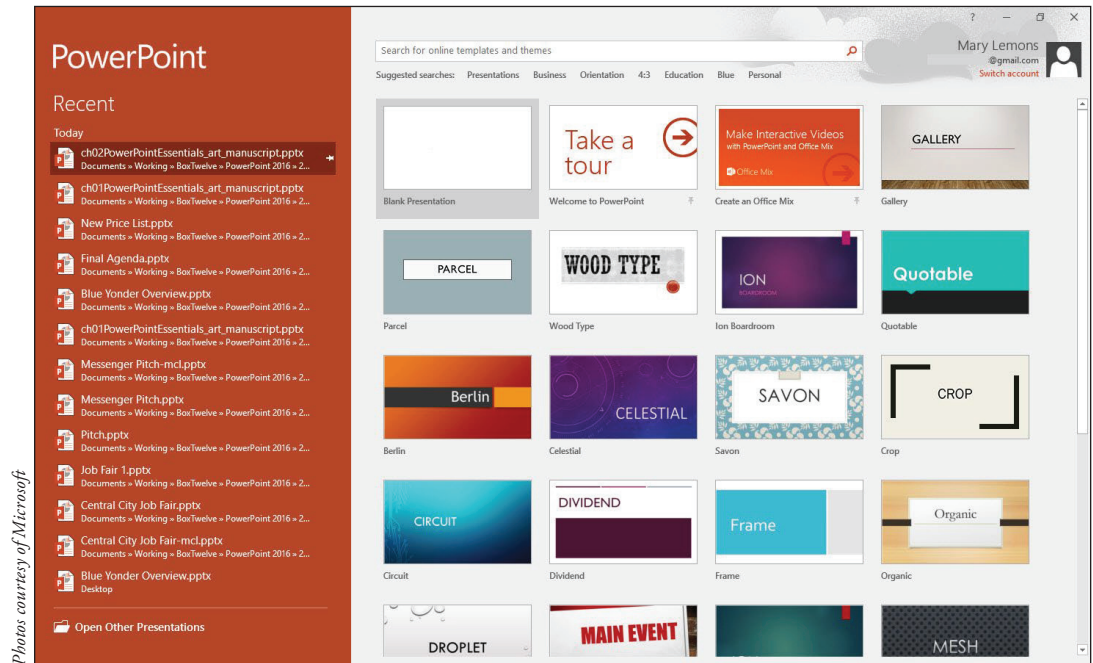 PowerPoint
Recent
Today
ch02PowerPointEssentials_art_manuscript.pptx
Documents » Working » BoxTwelve » PowerPoint 2016 » 2...
ch01PowerPointEssentials_art_manuscript.pptx
Documents » Working » BoxTwelve » PowerPoint 2016 » 2...
New Price List.pptx
Documents » Working » BoxTwelve » PowerPoint 2016 » 2...
Final Agenda.pptx
Documents » Working » BoxTwelve » PowerPoint 2016 » 2...
Blue Yonder Overview.pptx
Documents » Working » BoxTwelve » PowerPoint 2016 » 2...
ch01PowerPointEssentials_art_manuscript.pptx
Documents » Working » BoxTwelve » PowerPoint 2016 » 2...
Messenger Pitch-mcl.pptx
Documents » Working » BoxTwelve » PowerPoint 2016 » 2...
Messenger Pitch.pptx
Documents » Working » BoxTwelve » PowerPoint 2016 » 2...
Pitch.pptx
Documents » Working » BoxTwelve » PowerPoint 2016 » 2...
Job Fair 1.pptx
Documents » Working » BoxTwelve » PowerPoint 2016 » 2...
Central City Job Fair.pptx
Documents » Working » BoxTwelve » PowerPoint 2016 » 2...
Central City Job Fair-mcl.pptx
Documents » Working » BoxTwelve » PowerPoint 2016 » 2...
Blue Yonder Overview.pptx
Desktop
Open Other Presentations
Search for online templates and themes
Suggested searches: Presentations Business Orientation 4:3 Education Blue Personal
Mary Lemons
@gmail.com
Switch account
Blank Presentation
Take a
tour
Welcome to PowerPoint
Make Interactive Videos
with PowerPoint and Office Mix
Office Mix
Create an Office Mix
GALLERY
Gallery
PARCEL
Parcel
WOOD TYPE
Wood Type
ION
BOARDROOM
Ion Boardroom
Quotable
Quotable
Berlin
Berlin
CELESTIAL
Celestial
SAVON
Savon
CROP
Crop
CIRCUIT
Circuit
DIVIDEND
Dividend
Frame
Frame
Organic
Organic
DROPLET
MAIN EVENT
ION
MESH
Photos courtesy of Microsoft